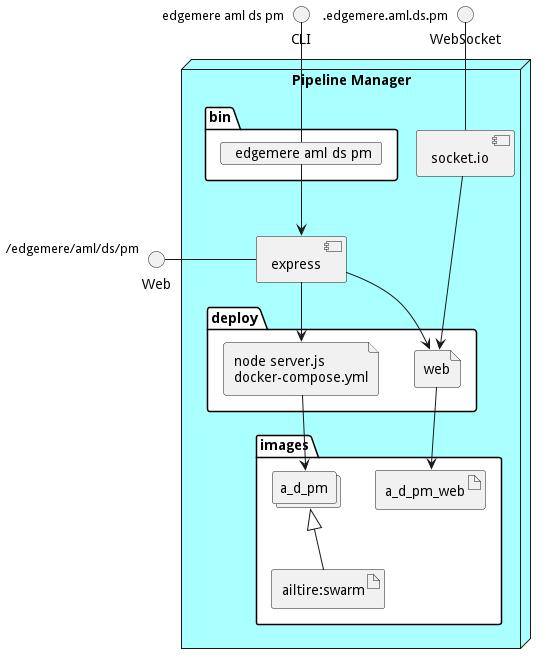 edgemere aml ds pm
.edgemere.aml.ds.pm
CLI
WebSocket
Pipeline Manager
bin
edgemere aml ds pm
socket.io
/edgemere/aml/ds/pm
Web
express
deploy
node server.js
docker-compose.yml
web
images
a_d_pm
a_d_pm_web
ailtire:swarm